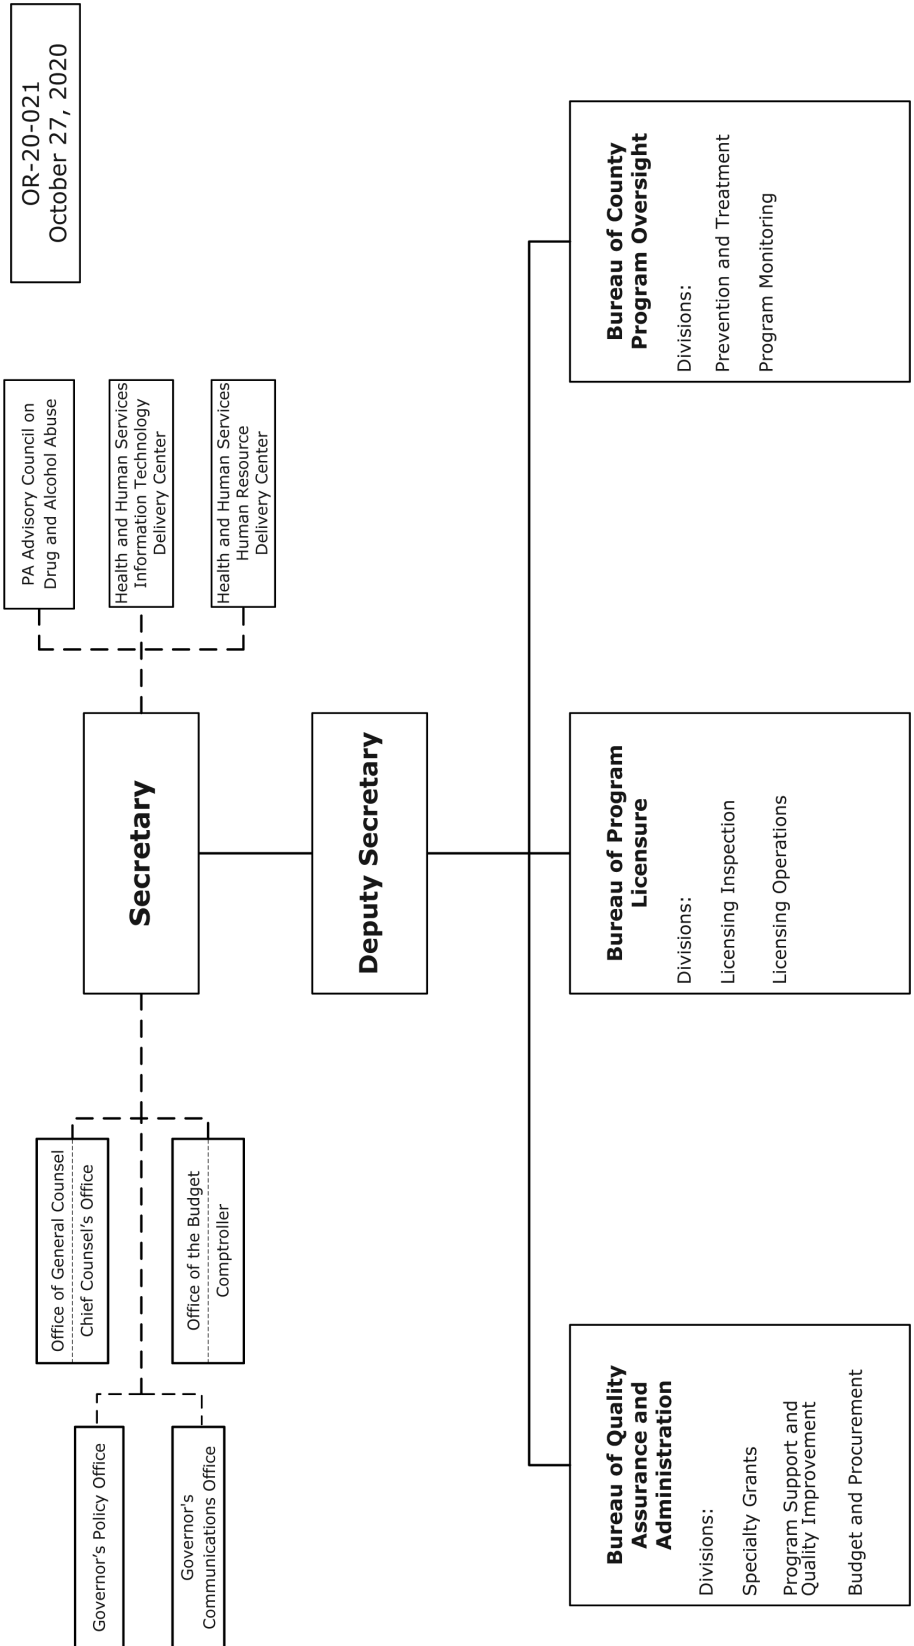 OR-20-021
October 27, 2020
Governor’s Policy Office
Governor's
Communications Office
Office of General Counsel
Chief Counsel’s Office
Office of the Budget
Comptroller
Secretary
PA Advisory Council on
Drug and Alcohol Abuse
Health and Human Services
Information Technology
Delivery Center
Health and Human Services
Human Resource
Delivery Center
Deputy Secretary
Bureau of Quality
Assurance and
Administration
Divisions:
Specialty Grants
Program Support and
Quality Improvement
Budget and Procurement
Bureau of Program
Licensure
Divisions:
Licensing Inspection
Licensing Operations
Bureau of County
Program Oversight
Divisions:
Prevention and Treatment
Program Monitoring